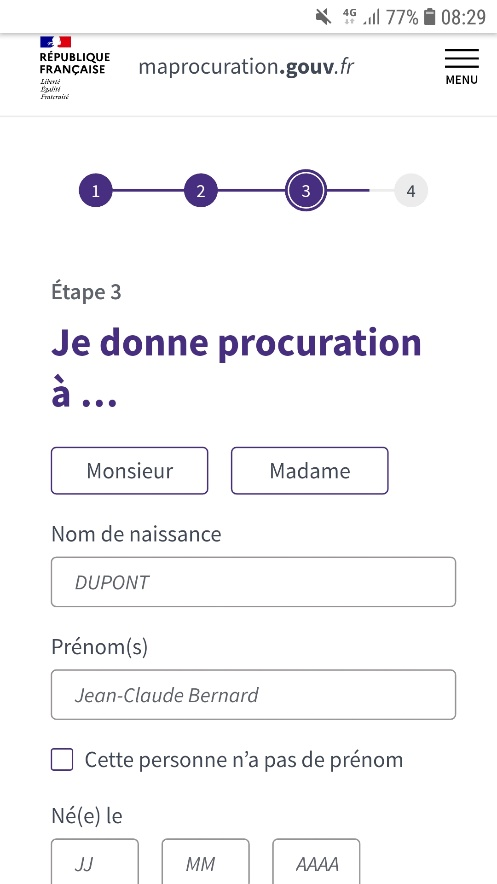 4G 77% 08:29
RÉPUBLIQUE
FRANÇAISE
Liberté
Égalité
Fraternité
maprocuration.gouv.fr
MENU
1 2 3 4
Étape 3
Je donne procuration
à ...
Monsieur Madame
Nom de naissance
DUPONT
Prénom(s)
Jean-Claude Bernard
Cette personne n'a pas de prénom
Né(e) le
JJ MM AAAA